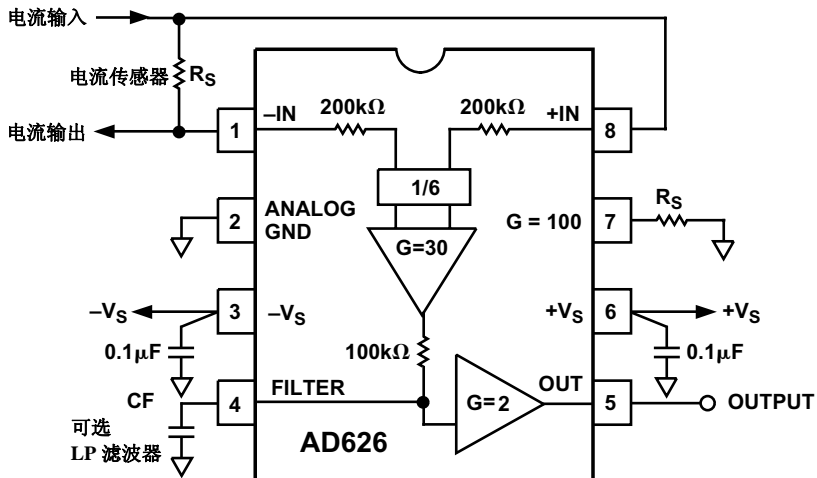 电流输入
电流传感器 RS
电流输出
1
–IN
200kΩ
200kΩ
+IN
8
1/6
2
ANALOG
GND
G = 100
7
RS
G=30
–VS
3
–VS
+VS
6
+VS
0.1µF
100kΩ
0.1µF
CF
4
FILTER
G=2
OUT
5
OUTPUT
可选
LP 滤波器
AD626